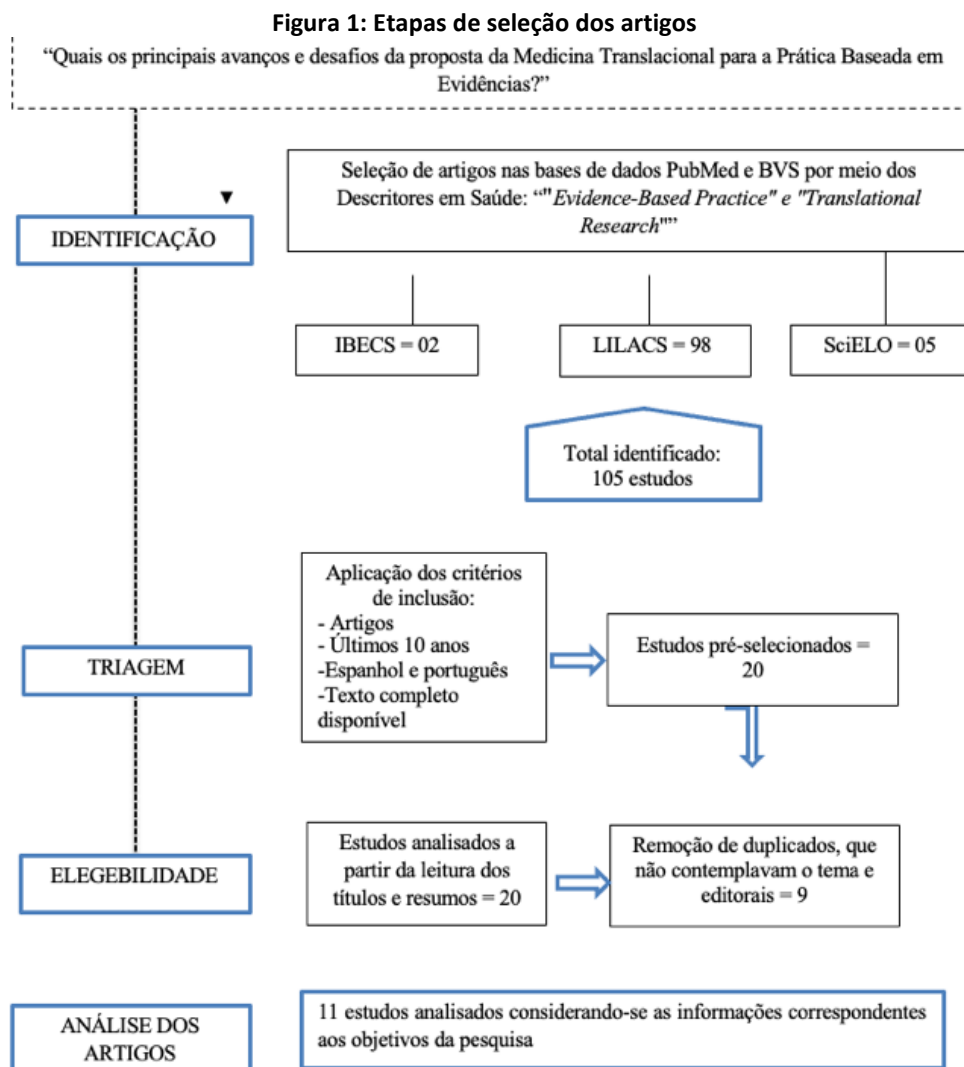 Figura 1: Etapas de seleção dos artigos
“Quais os principais avanços e desafios da proposta da Medicina Translacional para a Prática Baseada em
Evidências?”
Seleção de artigos nas bases de dados PubMed e BVS por meio dos
Descritores em Saúde: “"Evidence-Based Practice" e "Translational
Research"”
IDENTIFICAÇÃO
IBECS = 02
LILACS = 98
SciELO = 05
Total identificado:
105 estudos
Aplicação dos critérios
de inclusão:
- Artigos
- Últimos 10 anos
-Espanhol e português
-Texto completo
disponível
TRIAGEM
Estudos pré-selecionados =
20
Estudos analisados a
partir da leitura dos
títulos e resumos = 20
Remoção de duplicados, que
não contemplavam o tema e
editorais = 9
ELEGEBILIDADE
ANÁLISE DOS
ARTIGOS
11 estudos analisados considerando-se as informações correspondentes
aos objetivos da pesquisa